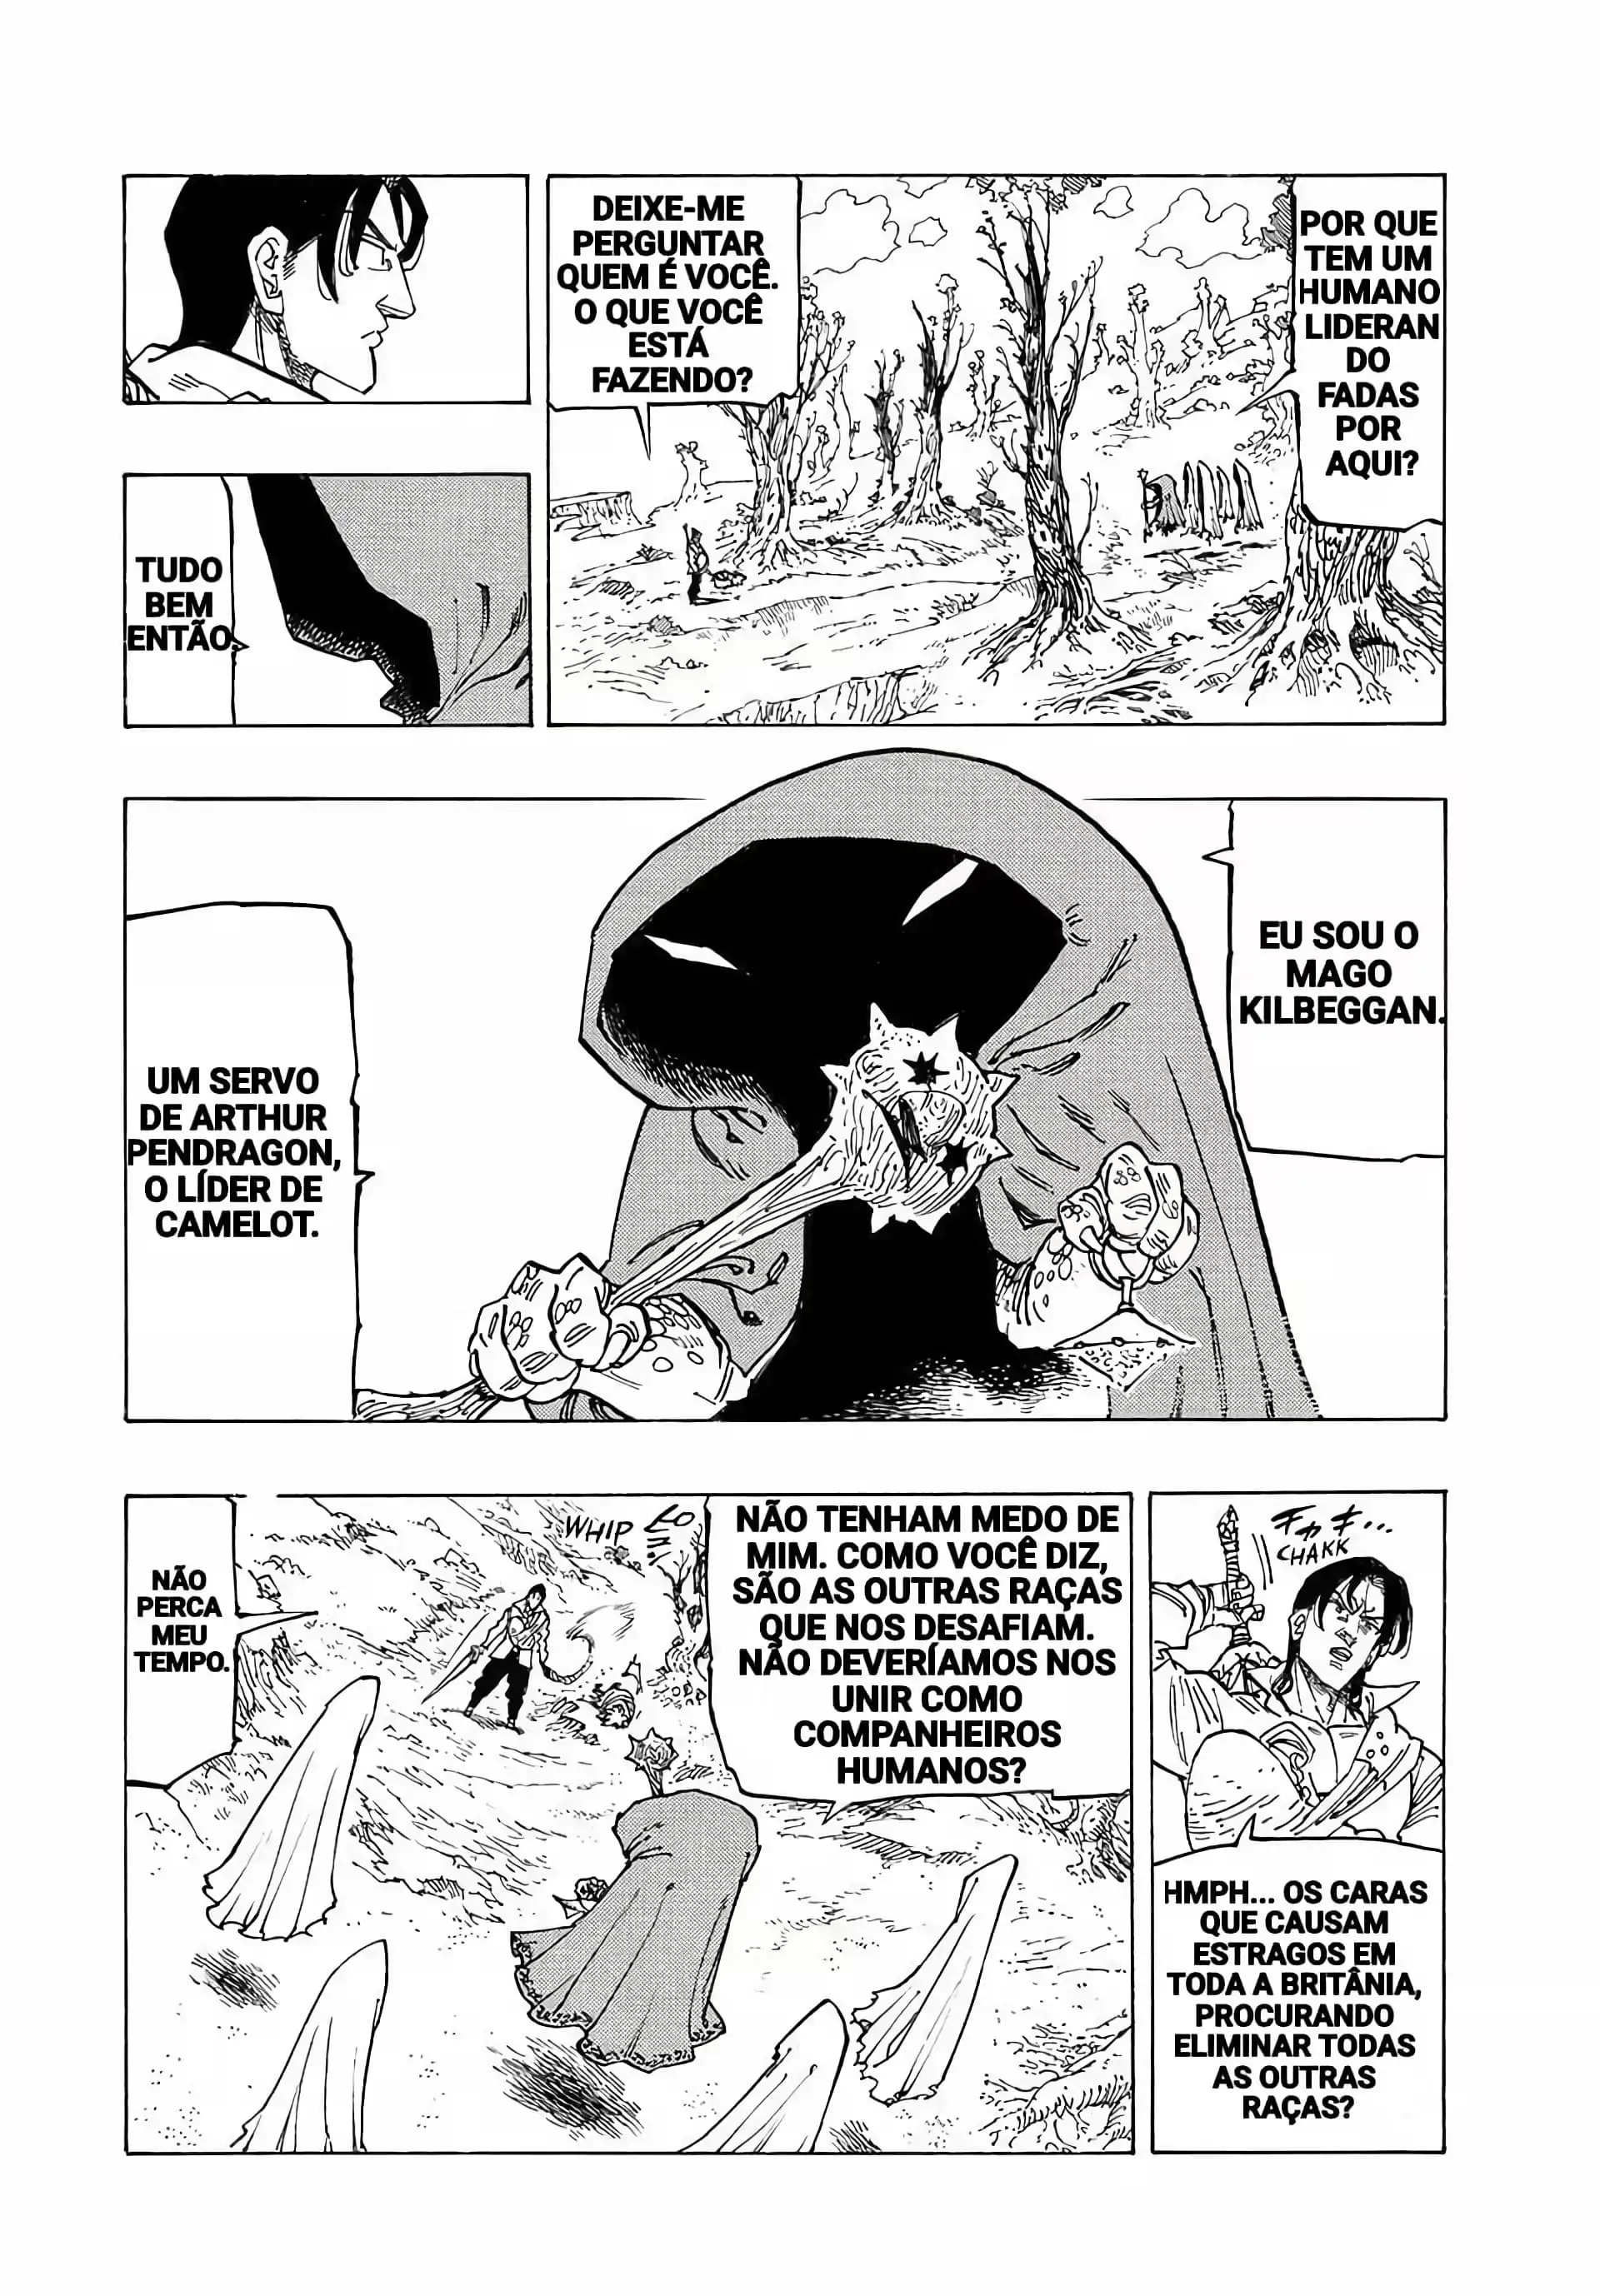 POR QUE
TEM UM
HUMANO
LIDERAN
DO
FADAS
POR
AQUI?
DEIXE-ME
PERGUNTAR
QUEM É VOCÊ.
O QUE VOCÊ
ESTÁ
FAZENDO?
TUDO
BEM
ENTÃO.
EU SOU O
MAGO
KILBEGGAN.
UM SERVO
DE ARTHUR
PENDRAGON,
O LÍDER DE
CAMELOT.
チャキ…
CHAKK
HMPH... OS CARAS
QUE CAUSAM
ESTRAGOS EM
TODA A BRITÂNIA,
PROCURANDO
ELIMINAR TODAS
AS OUTRAS
RAÇAS?
NÃO TENHAM MEDO DE
MIM. COMO VOCÊ DIZ,
SÃO AS OUTRAS RAÇAS
QUE NOS DESAFIAM.
NÃO DEVERÍAMOS NOS
UNIR COMO
COMPANHEIROS
HUMANOS?
WHIP
NÃO
PERCA
MEU
TEMPO.